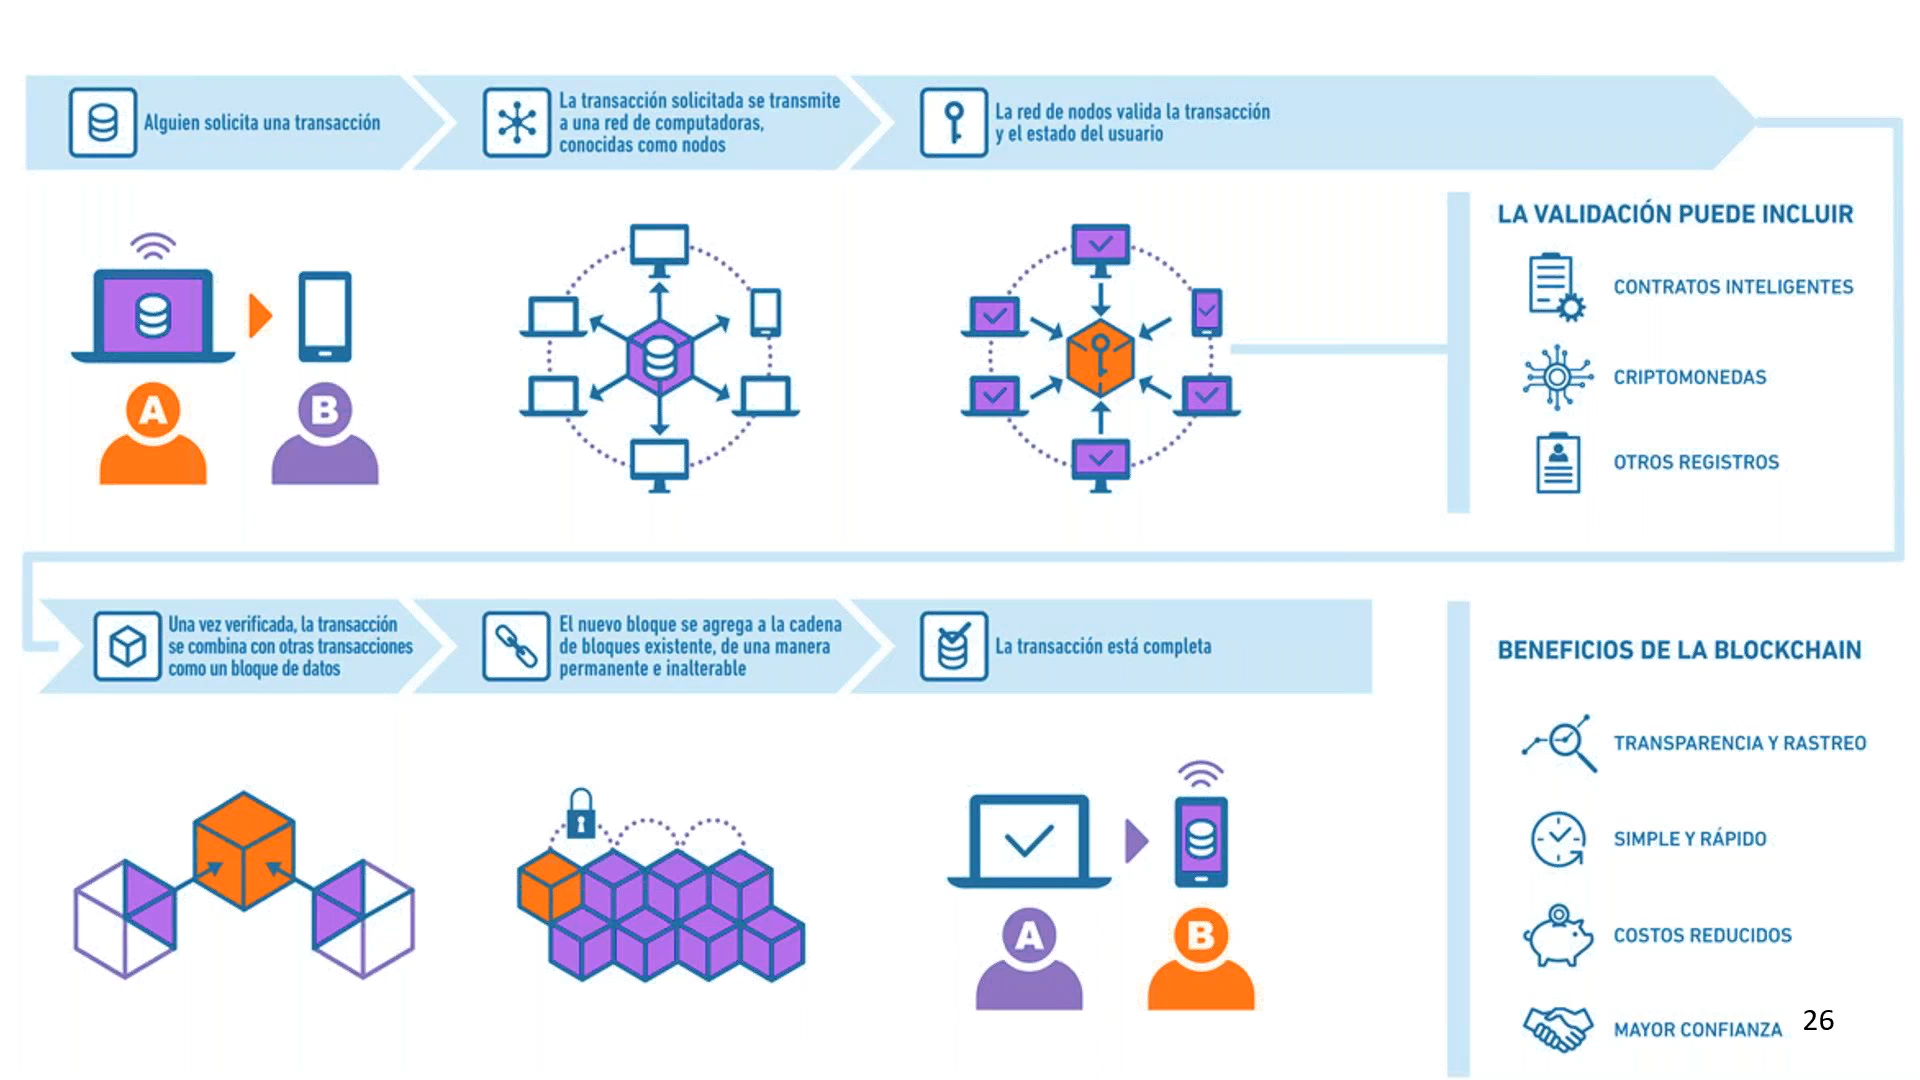 Alguien solicita una transacción
La transacción solicitada se transmite
a una red de computadoras,
conocidas como nodos
La red de nodos valida la transacción
y el estado del usuario
A
B
LA VALIDACIÓN PUEDE INCLUIR
CONTRATOS INTELIGENTES
CRIPTOMONEDAS
OTROS REGISTROS
Una vez verificada, la transacción
se combina con otras transacciones
como un bloque de datos
El nuevo bloque se agrega a la cadena
de bloques existente, de una manera
permanente e inalterable
La transacción está completa
A
B
BENEFICIOS DE LA BLOCKCHAIN
TRANSPARENCIA Y RASTREO
SIMPLE Y RÁPIDO
COSTOS REDUCIDOS
MAYOR CONFIANZA
26